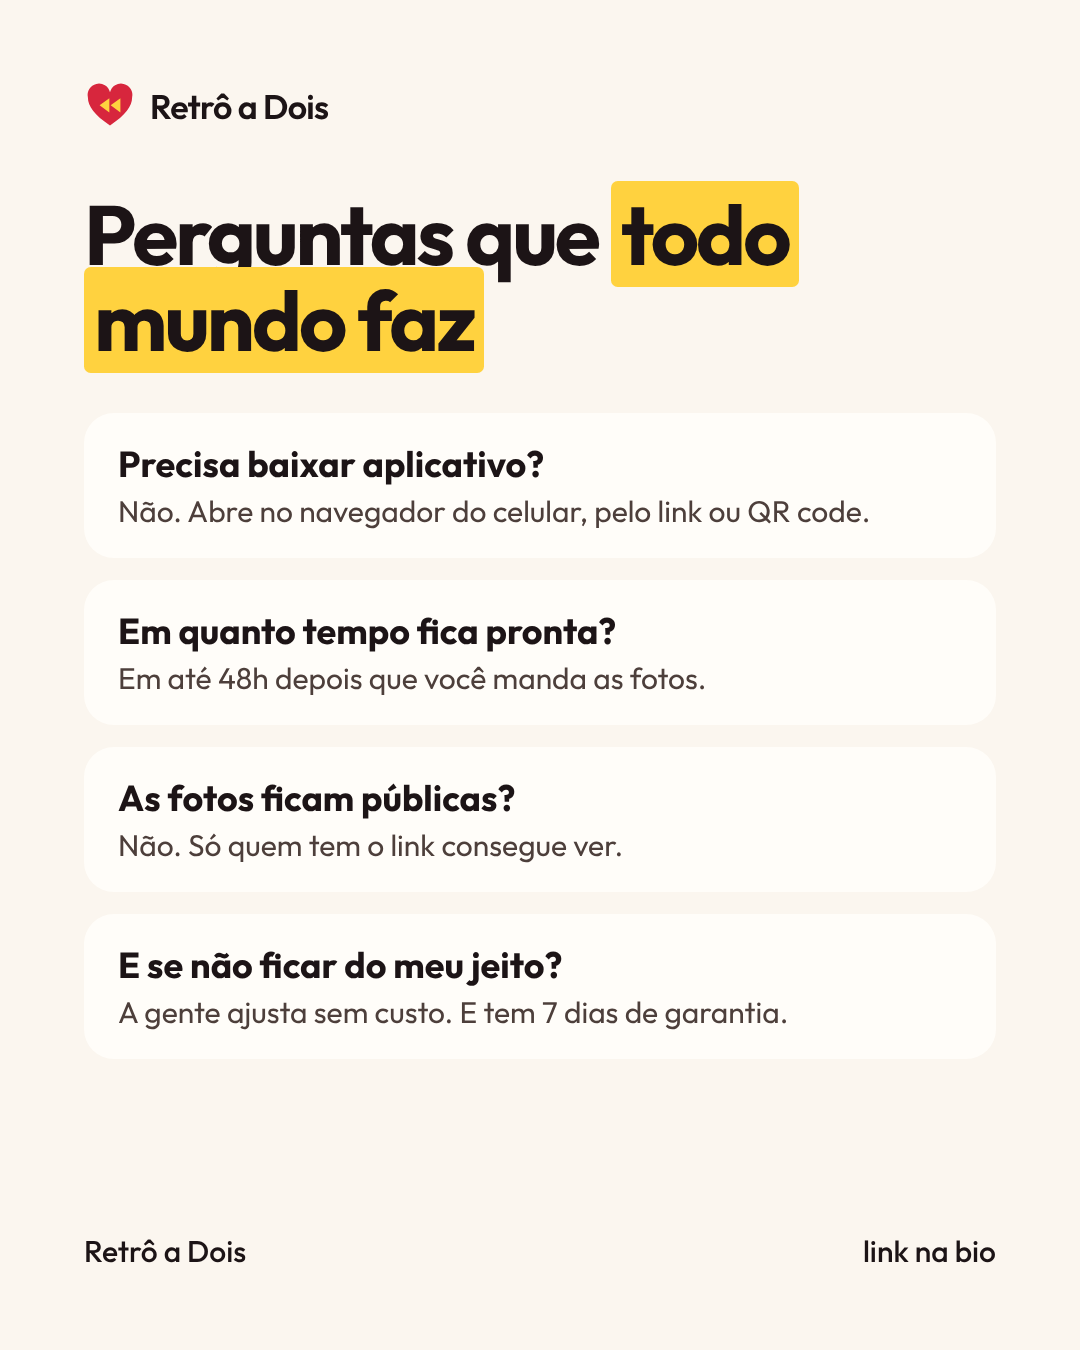 Retrô a Dois
Perguntas que todo
mundo faz
Precisa baixar aplicativo?
Não. Abre no navegador do celular, pelo link ou QR code.
Em quanto tempo fica pronta?
Em até 48h depois que você manda as fotos.
As fotos ficam públicas?
Não. Só quem tem o link consegue ver.
E se não ficar do meu jeito?
A gente ajusta sem custo. E tem 7 dias de garantia.
Retrô a Dois
link na bio